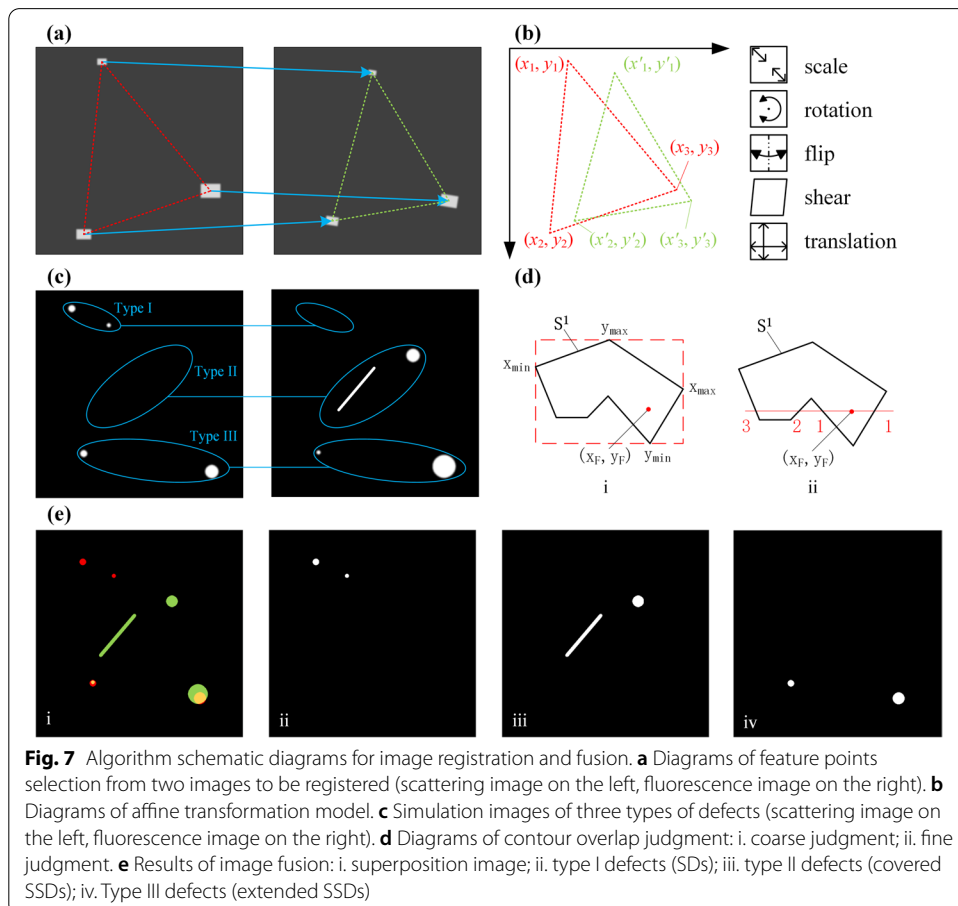 (a)
(b)
(x₁, y₁)
(x'₁, y'₁)
(x₃, y₃)
(x₂, y₂)
(x'₂, y'₂)
(x'₃, y'₃)
scale
rotation
flip
shear
translation
(c)
Type I
Type II
Type III
(d)
S¹
yₘₐₓ
xₘᵢₙ
xₘₐₓ
yₘᵢₙ
(x_F, y_F)
i
S¹
3 2 1 1
(x_F, y_F)
ii
(e)
i
ii
iii
iv
Fig. 7 Algorithm schematic diagrams for image registration and fusion. a Diagrams of feature points
selection from two images to be registered (scattering image on the left, fluorescence image on the right). b
Diagrams of affine transformation model. c Simulation images of three types of defects (scattering image on
the left, fluorescence image on the right). d Diagrams of contour overlap judgment: i. coarse judgment; ii. fine
judgment. e Results of image fusion: i. superposition image; ii. type I defects (SDs); iii. type II defects (covered
SSDs); iv. Type III defects (extended SSDs)